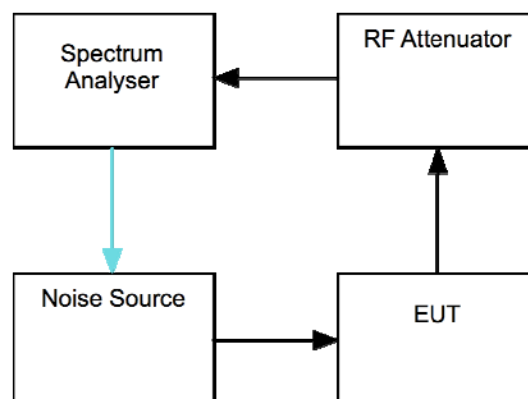 Spectrum
Analyser
RF Attenuator
Noise Source
EUT